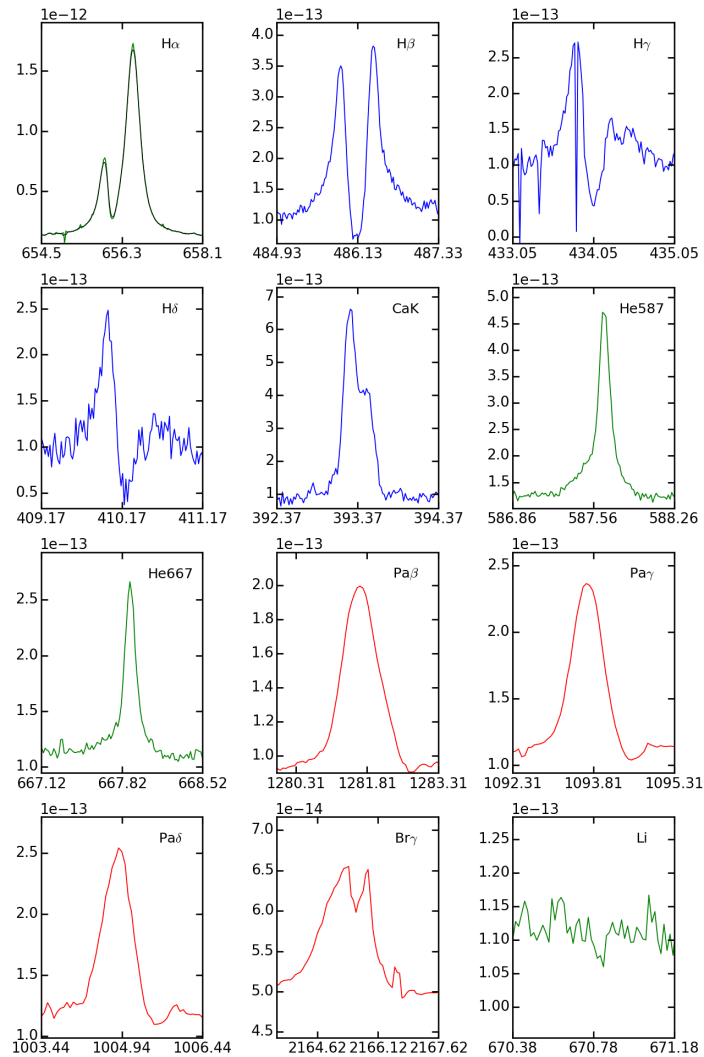 1e−12
Hα
1.5
1.0
0.5
654.5 656.3 658.1
1e−13
Hβ
4.0
3.5
3.0
2.5
2.0
1.5
1.0
484.93 486.13 487.33
1e−13
Hγ
2.5
2.0
1.5
1.0
0.5
0.0
433.05 434.05 435.05
1e−13
Hδ
2.5
2.0
1.5
1.0
0.5
409.17 410.17 411.17
1e−13
CaK
7
6
5
4
3
2
1
392.37 393.37 394.37
1e−13
He587
5.0
4.5
4.0
3.5
3.0
2.5
2.0
1.5
586.86 587.56 588.26
1e−13
He667
2.5
2.0
1.5
1.0
667.12 667.82 668.52
1e−13
Paβ
2.0
1.8
1.6
1.4
1.2
1.0
1280.31 1281.81 1283.31
1e−13
Paγ
2.5
2.0
1.5
1.0
1092.31 1093.81 1095.31
1e−13
Paδ
2.5
2.0
1.5
1.0
1003.44 1004.94 1006.44
1e−14
Brγ
7.0
6.5
6.0
5.5
5.0
4.5
2164.62 2166.12 2167.62
1e−13
Li
1.25
1.20
1.15
1.10
1.05
1.00
670.38 670.78 671.18